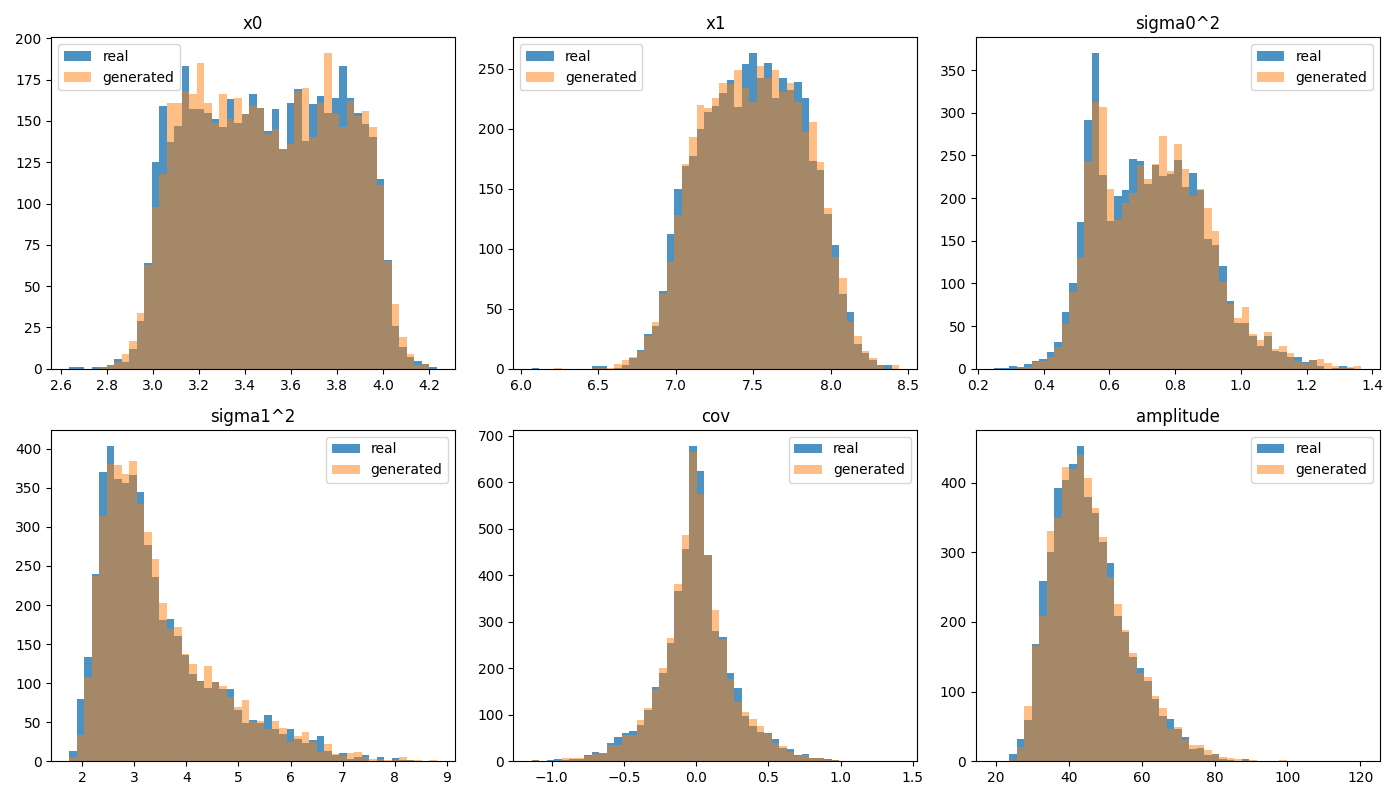 x0
real
generated
200
175
150
125
100
75
50
25
0
2.6 2.8 3.0 3.2 3.4 3.6 3.8 4.0 4.2
x1
real
generated
250
200
150
100
50
0
6.0 6.5 7.0 7.5 8.0 8.5
sigma0^2
real
generated
350
300
250
200
150
100
50
0
0.2 0.4 0.6 0.8 1.0 1.2 1.4
sigma1^2
real
generated
400
350
300
250
200
150
100
50
0
2 3 4 5 6 7 8 9
cov
real
generated
700
600
500
400
300
200
100
0
−1.0 −0.5 0.0 0.5 1.0 1.5
amplitude
real
generated
400
300
200
100
0
20 40 60 80 100 120